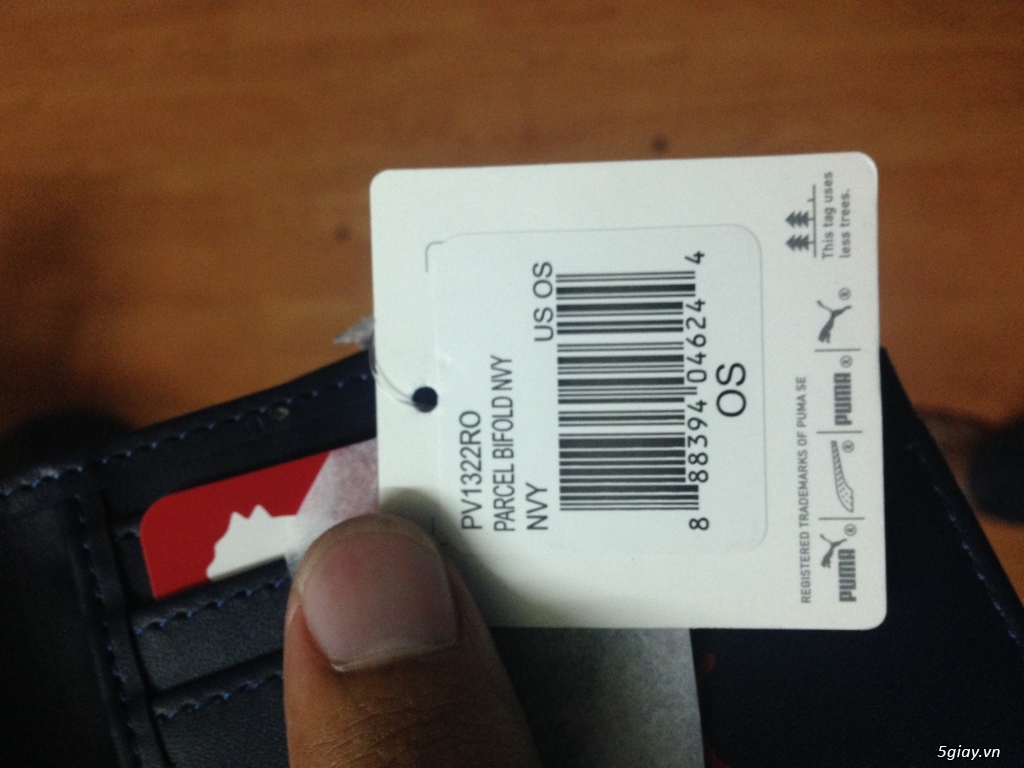 PV1322RO
PARCEL BIFOLD NVY
NVY US OS
8 88394 04624 4
OS
REGISTERED TRADEMARKS OF PUMA SE
PUMA® ® PUMA® ®
This tag uses
less trees.
5giay.vn